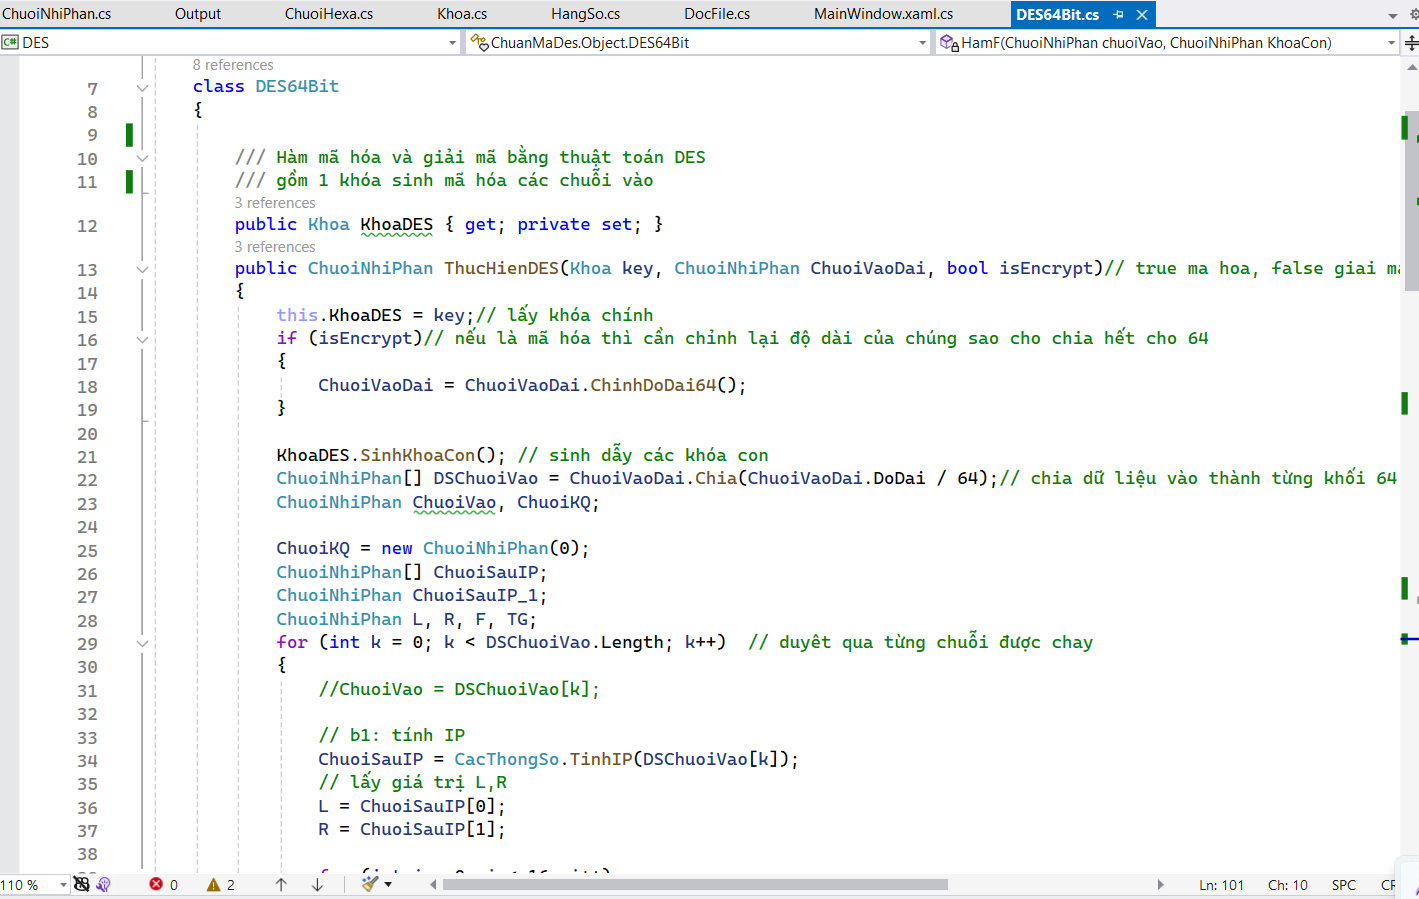 ChuoiNhiPhan.cs Output ChuoiHexa.cs Khoa.cs HangSo.cs DocFile.cs MainWindow.xaml.cs DES64Bit.cs
C# DES ChuanMaDes.Object.DES64Bit HamF(ChuoiNhiPhan chuoiVao, ChuoiNhiPhan KhoaCon)
8 references
7 class DES64Bit
8 {
9
10 /// Hàm mã hóa và giải mã bằng thuật toán DES
11 /// gồm 1 khóa sinh mã hóa các chuỗi vào
3 references
12 public Khoa KhoaDES { get; private set; }
3 references
13 public ChuoiNhiPhan ThucHienDES(Khoa key, ChuoiNhiPhan ChuoiVaoDai, bool isEncrypt)// true ma hoa, false giai ma
14 {
15 this.KhoaDES = key;// lấy khóa chính
16 if (isEncrypt)// nếu là mã hóa thì cần chỉnh lại độ dài của chúng sao cho chia hết cho 64
17 {
18 ChuoiVaoDai = ChuoiVaoDai.ChinhDoDai64();
19 }
20
21 KhoaDES.SinhKhoaCon(); // sinh dẫy các khóa con
22 ChuoiNhiPhan[] DSChuoiVao = ChuoiVaoDai.Chia(ChuoiVaoDai.DoDai / 64);// chia dữ liệu vào thành từng khối 64
23 ChuoiNhiPhan ChuoiVao, ChuoiKQ;
24
25 ChuoiKQ = new ChuoiNhiPhan(0);
26 ChuoiNhiPhan[] ChuoiSauIP;
27 ChuoiNhiPhan ChuoiSauIP_1;
28 ChuoiNhiPhan L, R, F, TG;
29 for (int k = 0; k < DSChuoiVao.Length; k++) // duyêt qua từng chuỗi được chay
30 {
31 //ChuoiVao = DSChuoiVao[k];
32
33 // b1: tính IP
34 ChuoiSauIP = CacThongSo.TinhIP(DSChuoiVao[k]);
35 // lấy giá trị L,R
36 L = ChuoiSauIP[0];
37 R = ChuoiSauIP[1];
38
110 % 0 2 Ln: 101 Ch: 10 SPC